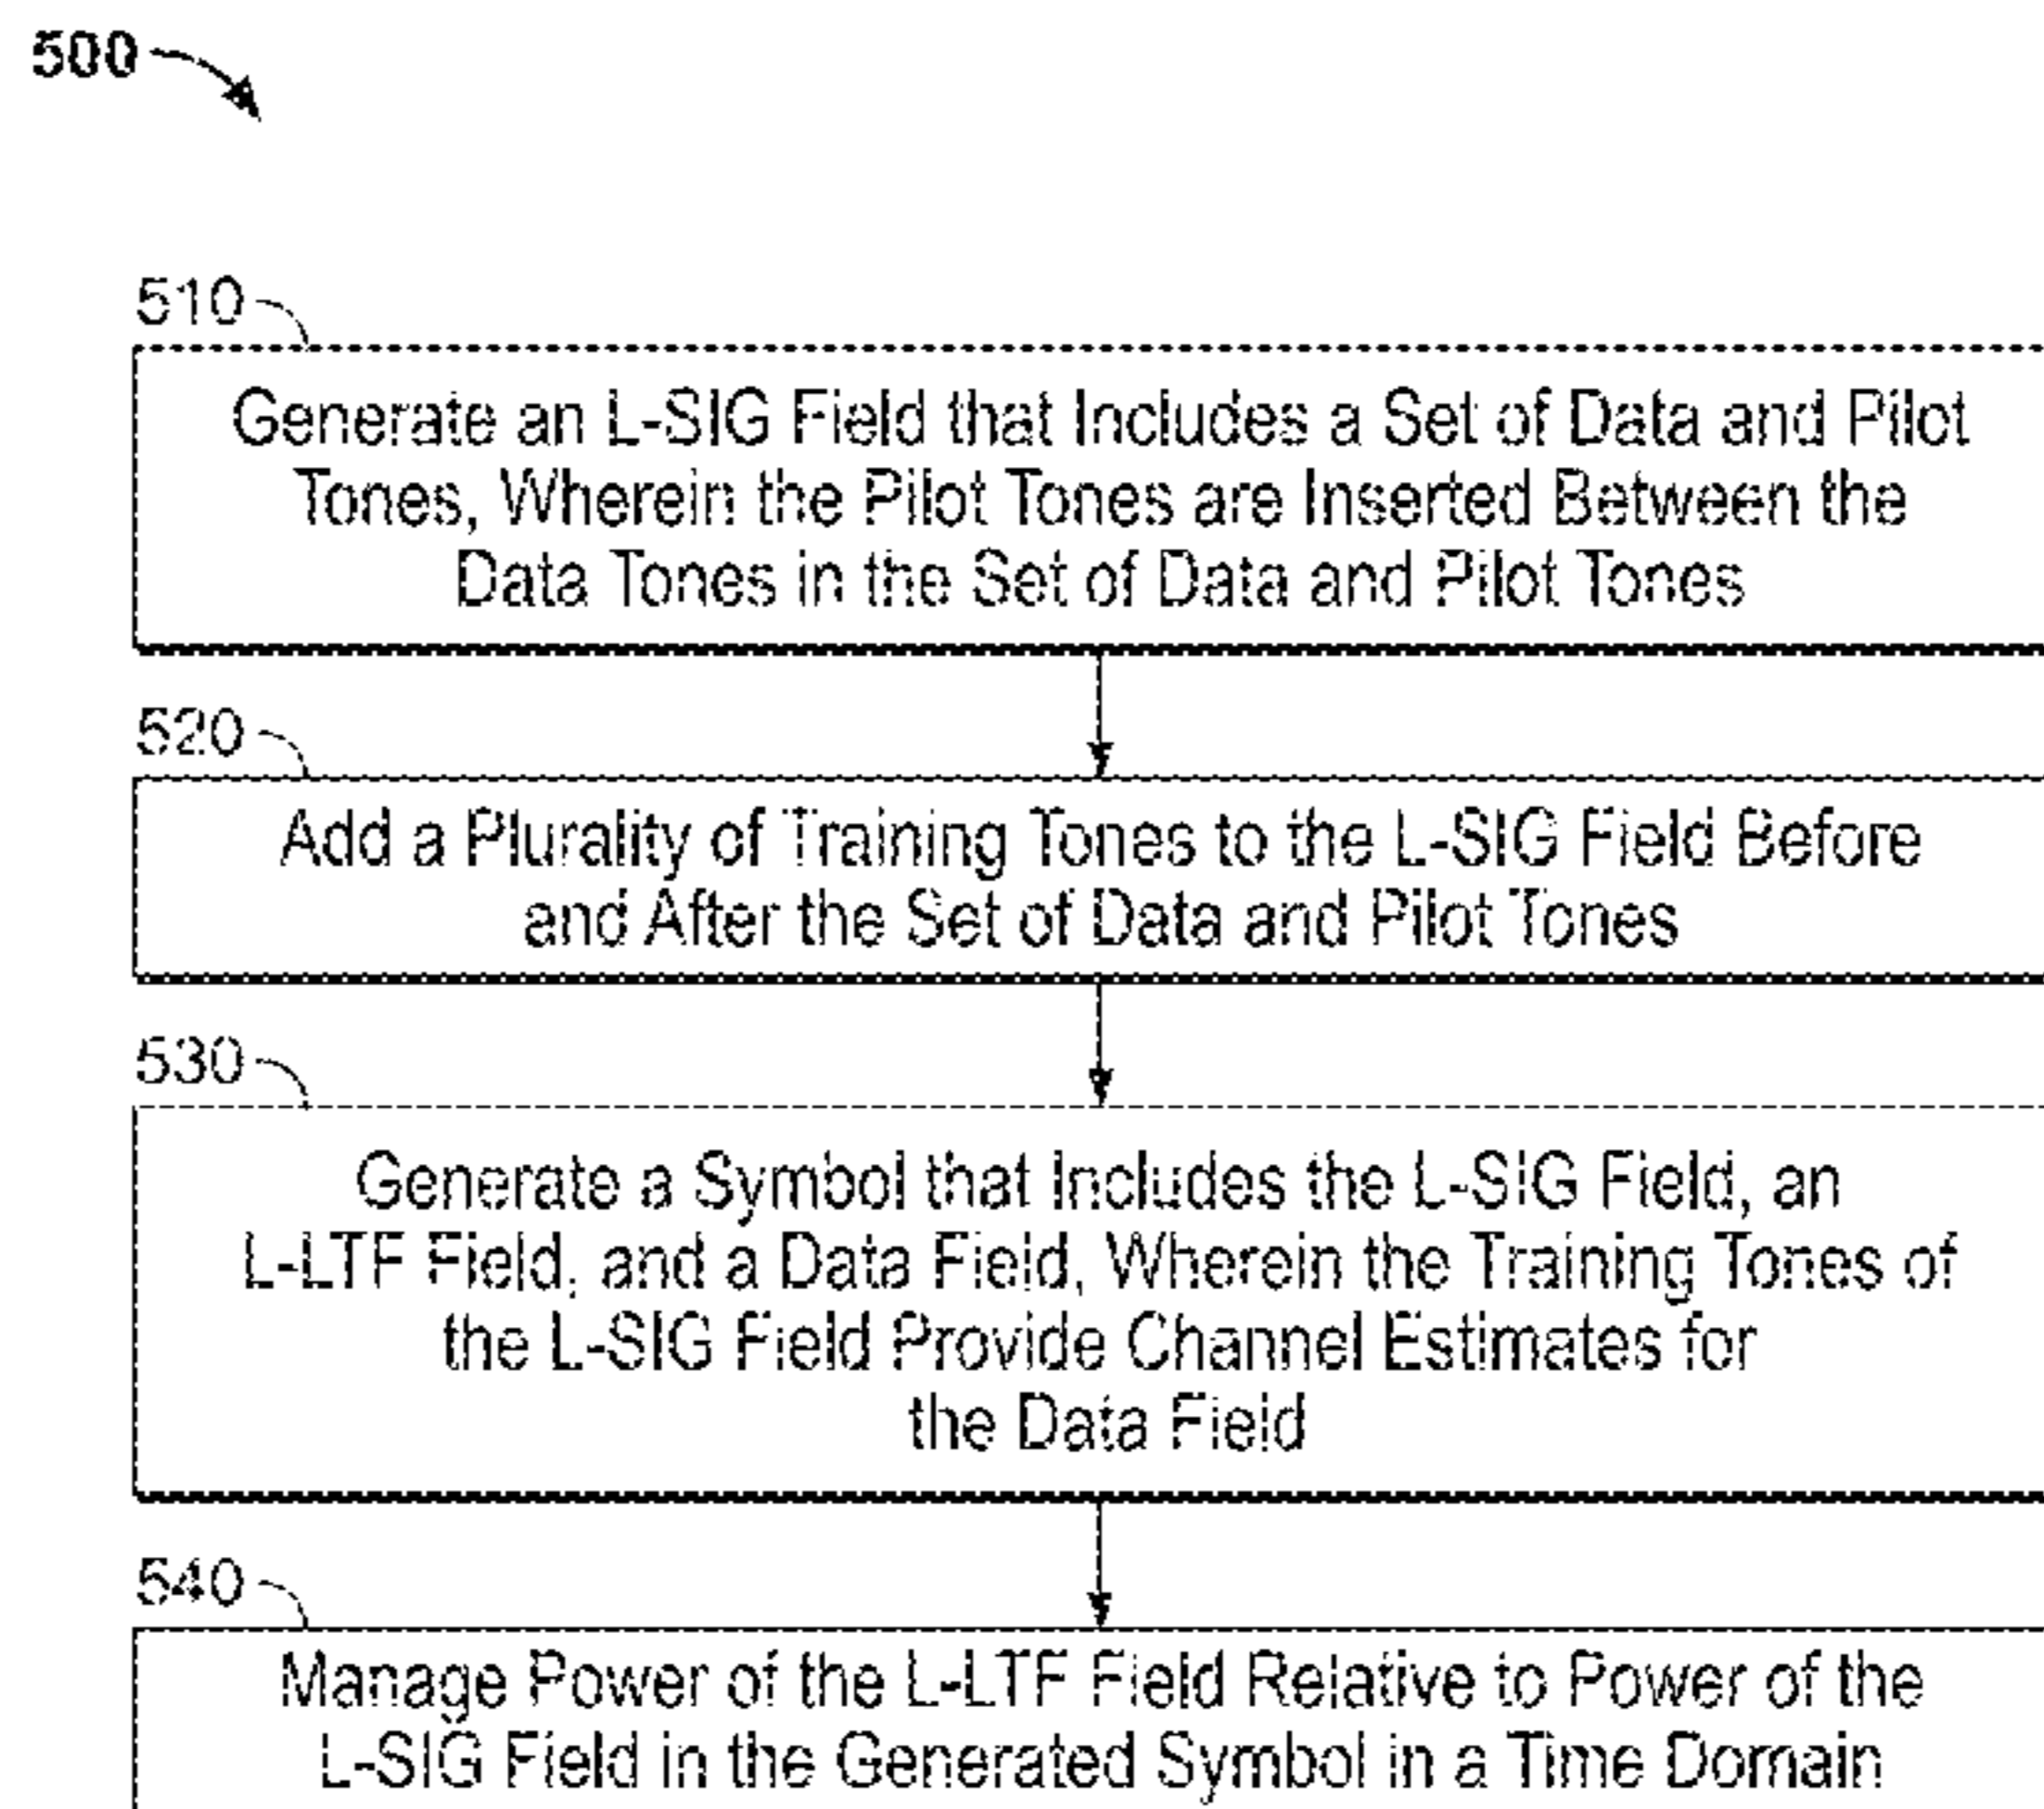 500
510
Generate an L-SIG Field that Includes a Set of Data and Pilot
Tones, Wherein the Pilot Tones are Inserted Between the
Data Tones in the Set of Data and Pilot Tones
520
Add a Plurality of Training Tones to the L-SIG Field Before
and After the Set of Data and Pilot Tones
530
Generate a Symbol that Includes the L-SIG Field, an
L-LTF Field, and a Data Field, Wherein the Training Tones of
the L-SIG Field Provide Channel Estimates for
the Data Field
540
Manage Power of the L-LTF Field Relative to Power of the
L-SIG Field in the Generated Symbol in a Time Domain